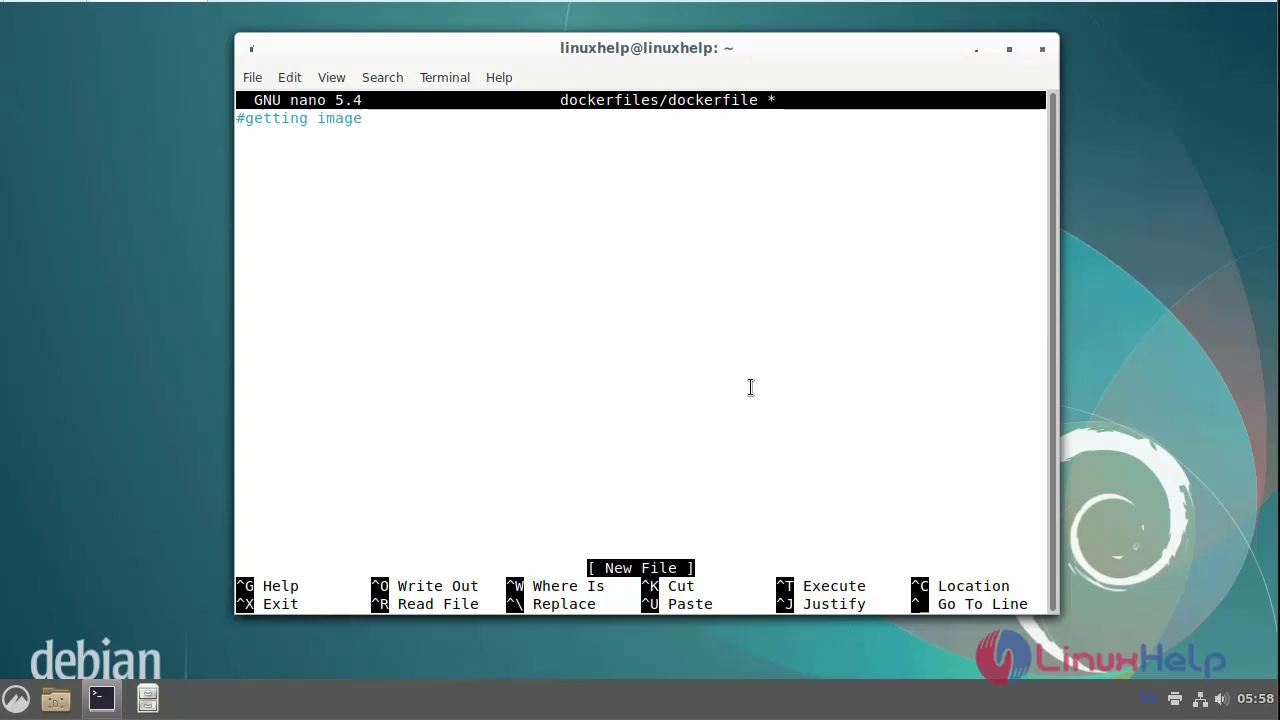 linuxhelp@linuxhelp: ~
File Edit View Search Terminal Help
GNU nano 5.4 dockerfiles/dockerfile *
#getting image
[ New File ]
^G Help ^O Write Out ^W Where Is ^K Cut ^T Execute ^C Location
^X Exit ^R Read File ^\ Replace ^U Paste ^J Justify ^_ Go To Line
debian
LinuxHelp
EN 05:58